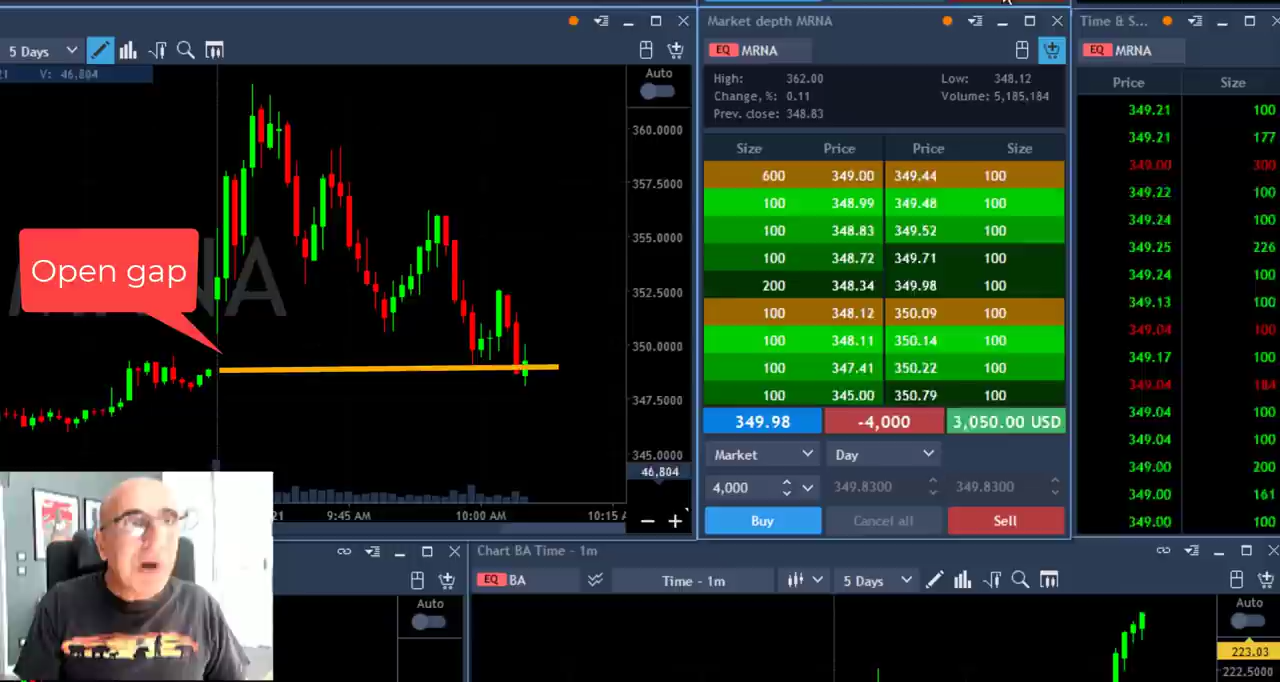 Market depth MRNA
Time & S...
5 Days
EQ MRNA
EQ MRNA
21 V: 46,804
Auto
High: 362.00 Low: 348.12
Change, %: 0.11 Volume: 5,185,184
Prev. close: 348.83
Price Size
360.0000
357.5000
355.0000
352.5000
350.0000
347.5000
345.0000
46,804
Open gap
Size Price Price Size
600 349.00 349.44 100
100 348.99 349.48 100
100 348.83 349.52 100
100 348.72 349.71 100
200 348.34 349.98 100
100 348.12 350.09 100
100 348.11 350.14 100
100 347.41 350.22 100
100 345.00 350.79 100
349.98 -4,000 3,050.00 USD
Market Day
4,000 349.8300 349.8300
Buy Cancel all Sell
349.21 100
349.21 177
349.00 300
349.22 100
349.24 100
349.25 226
349.24 100
349.13 100
349.04 100
349.17 100
349.04 184
349.04 100
349.04 100
349.00 200
349.00 161
349.00 100
21 9:45 AM 10:00 AM 10:15
Chart BA Time - 1m
EQ BA Time - 1m 5 Days
Auto
Auto
223.03
222.5000